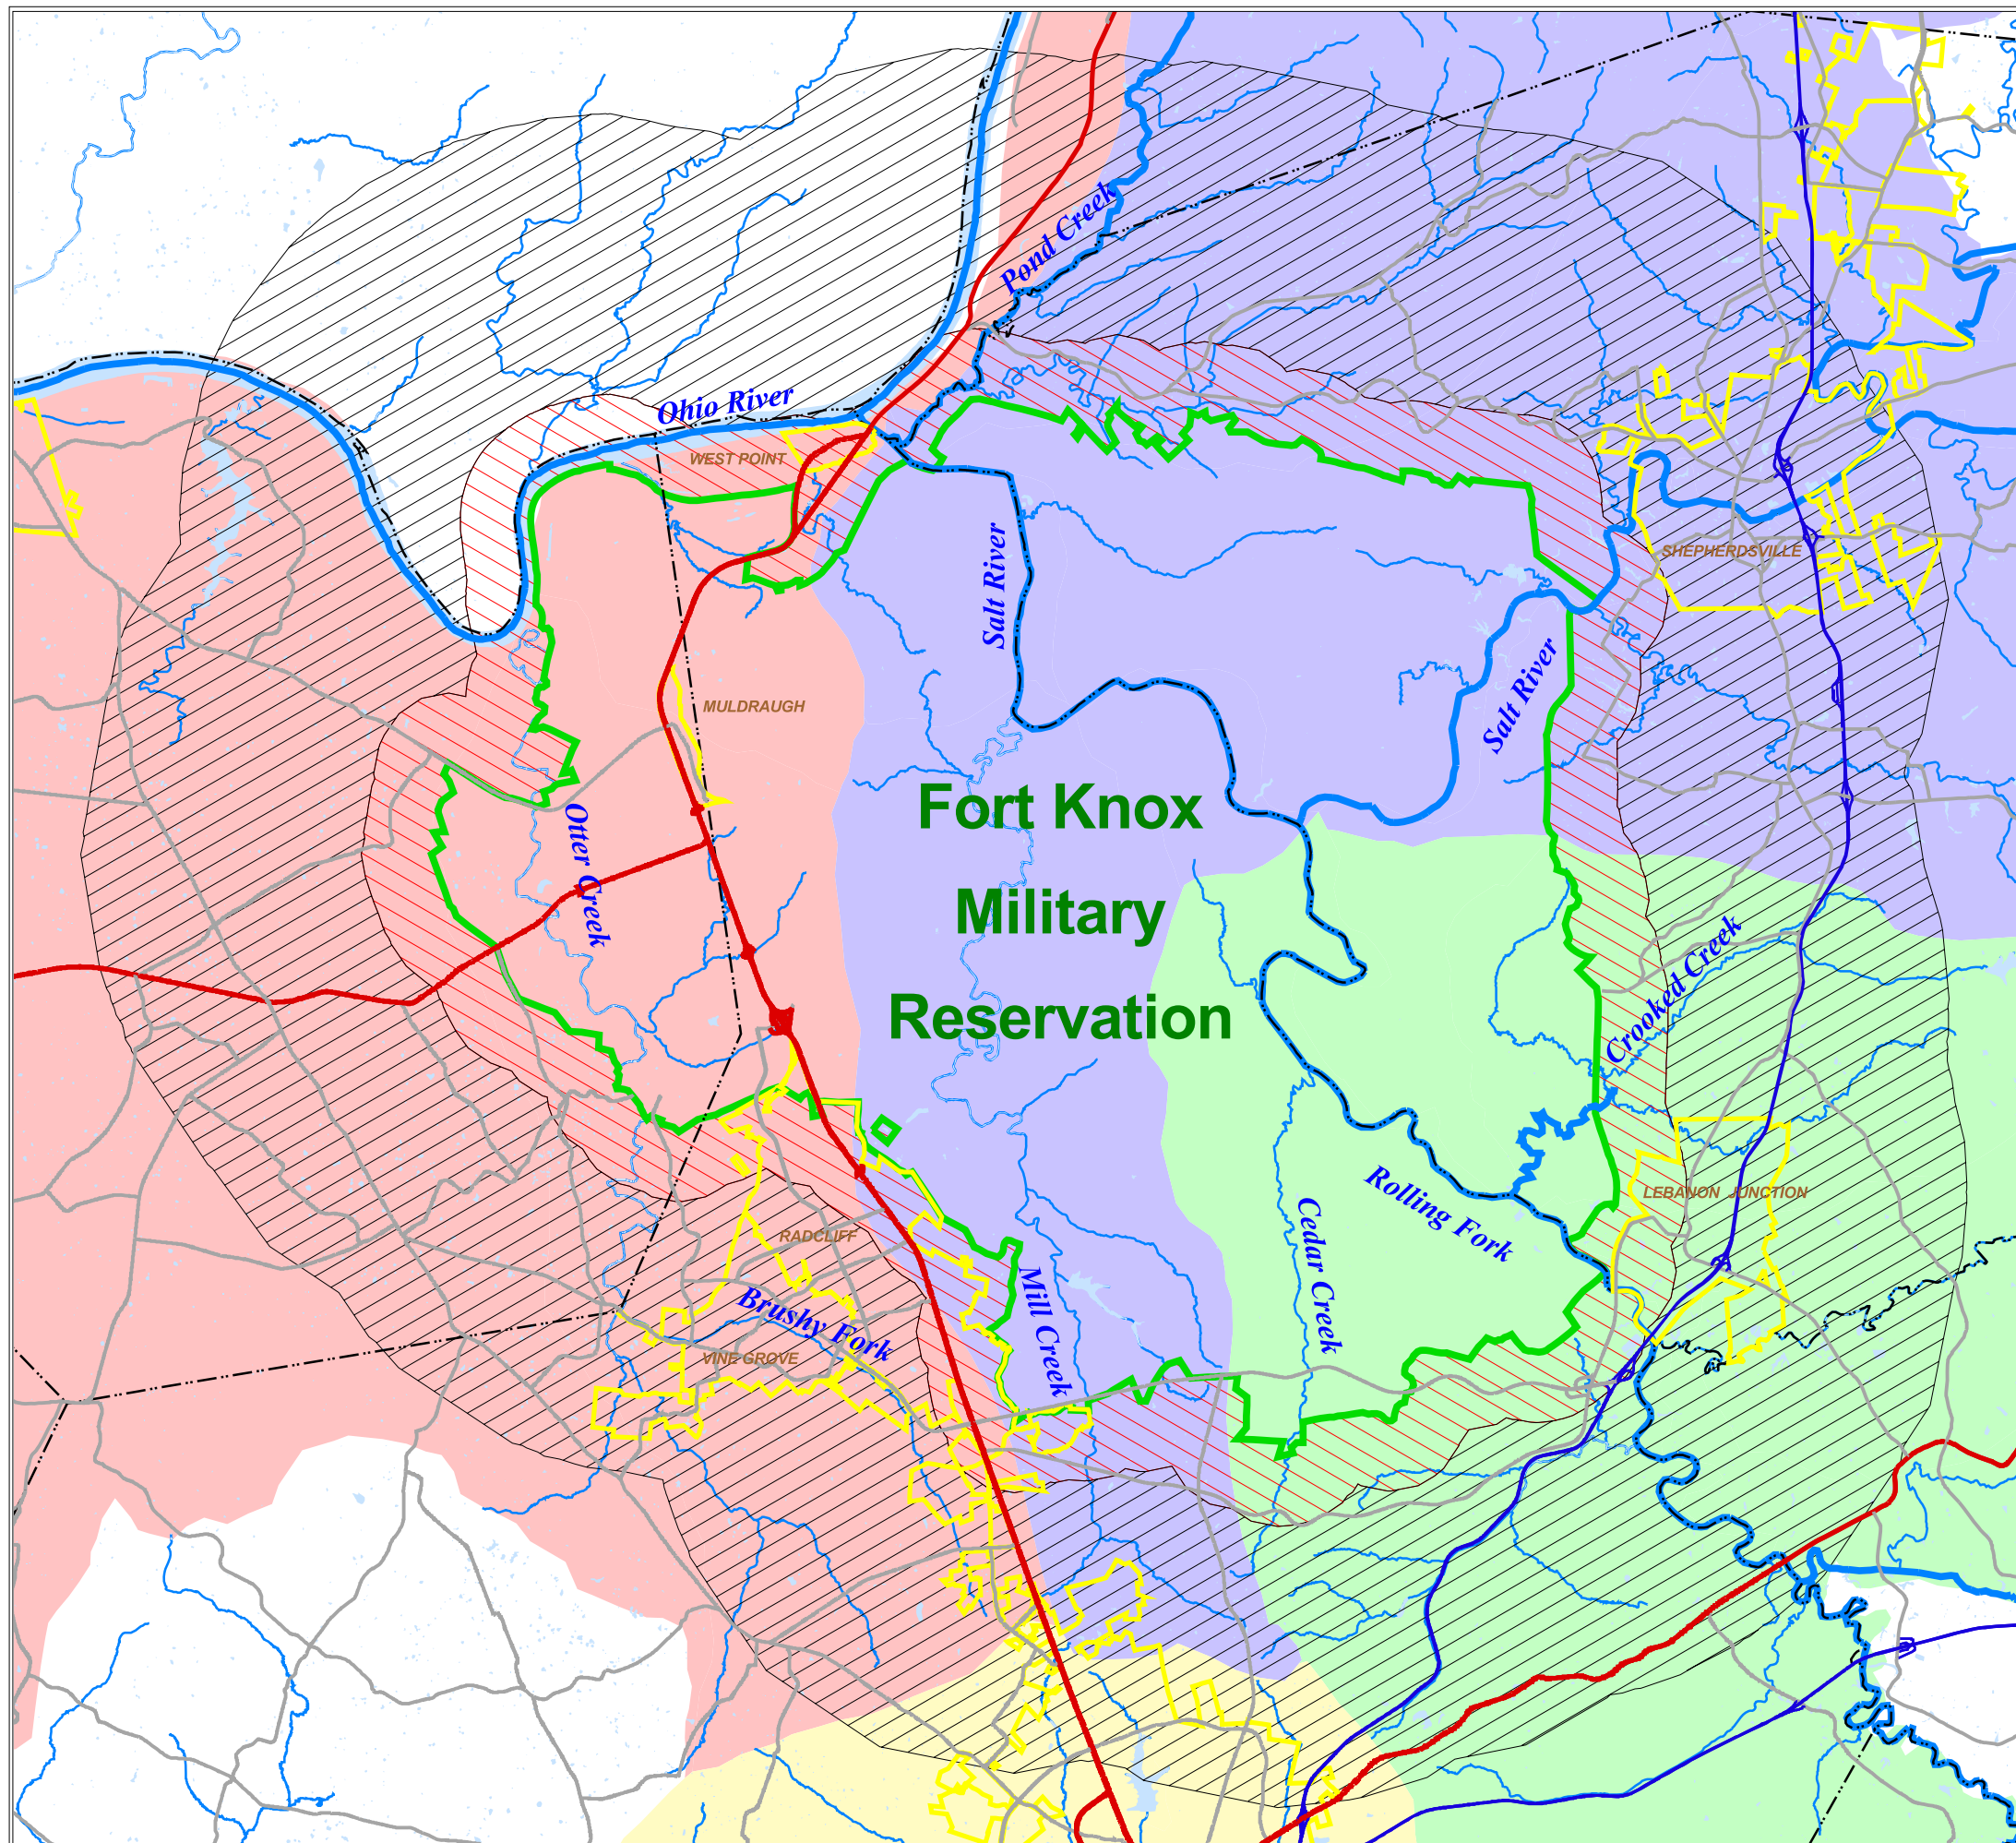 Pond Creek
Ohio River
WEST POINT
SHEPHERDSVILLE
Salt River
Salt River
MULDRAUGH
Fort Knox
Military
Reservation
Otter Creek
Crooked Creek
LEBANON JUNCTION
Rolling Fork
Cedar Creek
RADCLIFF
Mill Creek
Brushy Fork
VINE GROVE